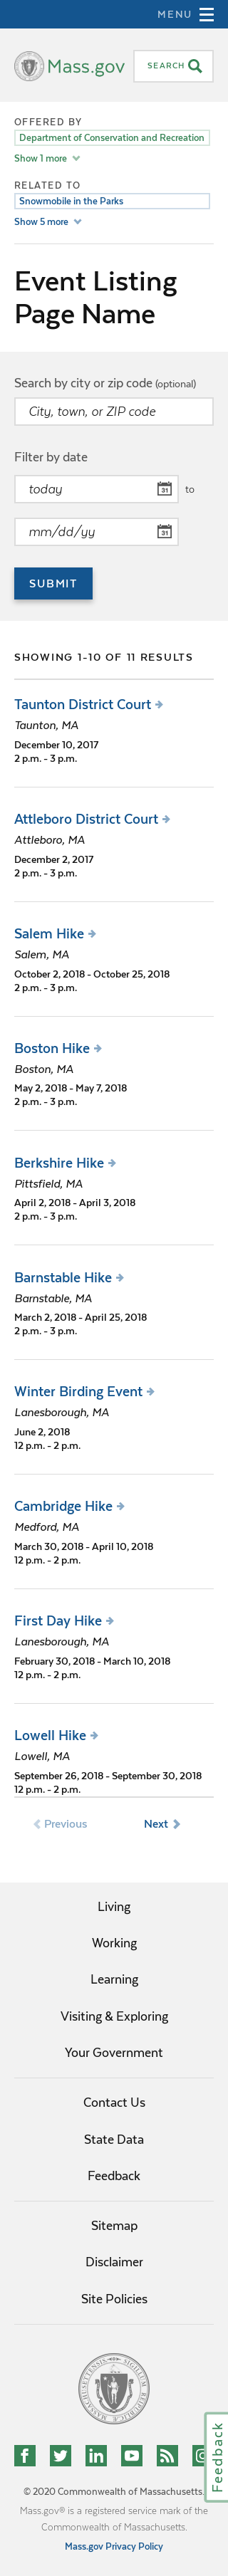 MENU
Mass.gov
SEARCH
OFFERED BY
Department of Conservation and Recreation
Show 1 more
RELATED TO
Snowmobile in the Parks
Show 5 more
Event Listing
Page Name
Search by city or zip code (optional)
City, town, or ZIP code
Filter by date
today
31
to
mm/dd/yy
31
SUBMIT
SHOWING 1-10 OF 11 RESULTS
Taunton District Court
Taunton, MA
December 10, 2017
2 p.m. - 3 p.m.
Attleboro District Court
Attleboro, MA
December 2, 2017
2 p.m. - 3 p.m.
Salem Hike
Salem, MA
October 2, 2018 - October 25, 2018
2 p.m. - 3 p.m.
Boston Hike
Boston, MA
May 2, 2018 - May 7, 2018
2 p.m. - 3 p.m.
Berkshire Hike
Pittsfield, MA
April 2, 2018 - April 3, 2018
2 p.m. - 3 p.m.
Barnstable Hike
Barnstable, MA
March 2, 2018 - April 25, 2018
2 p.m. - 3 p.m.
Winter Birding Event
Lanesborough, MA
June 2, 2018
12 p.m. - 2 p.m.
Cambridge Hike
Medford, MA
March 30, 2018 - April 10, 2018
12 p.m. - 2 p.m.
First Day Hike
Lanesborough, MA
February 30, 2018 - March 10, 2018
12 p.m. - 2 p.m.
Lowell Hike
Lowell, MA
September 26, 2018 - September 30, 2018
12 p.m. - 2 p.m.
Previous
Next
Living
Working
Learning
Visiting & Exploring
Your Government
Contact Us
State Data
Feedback
Sitemap
Disclaimer
Site Policies
Feedback
© 2020 Commonwealth of Massachusetts.
Mass.gov® is a registered service mark of the
Commonwealth of Massachusetts.
Mass.gov Privacy Policy